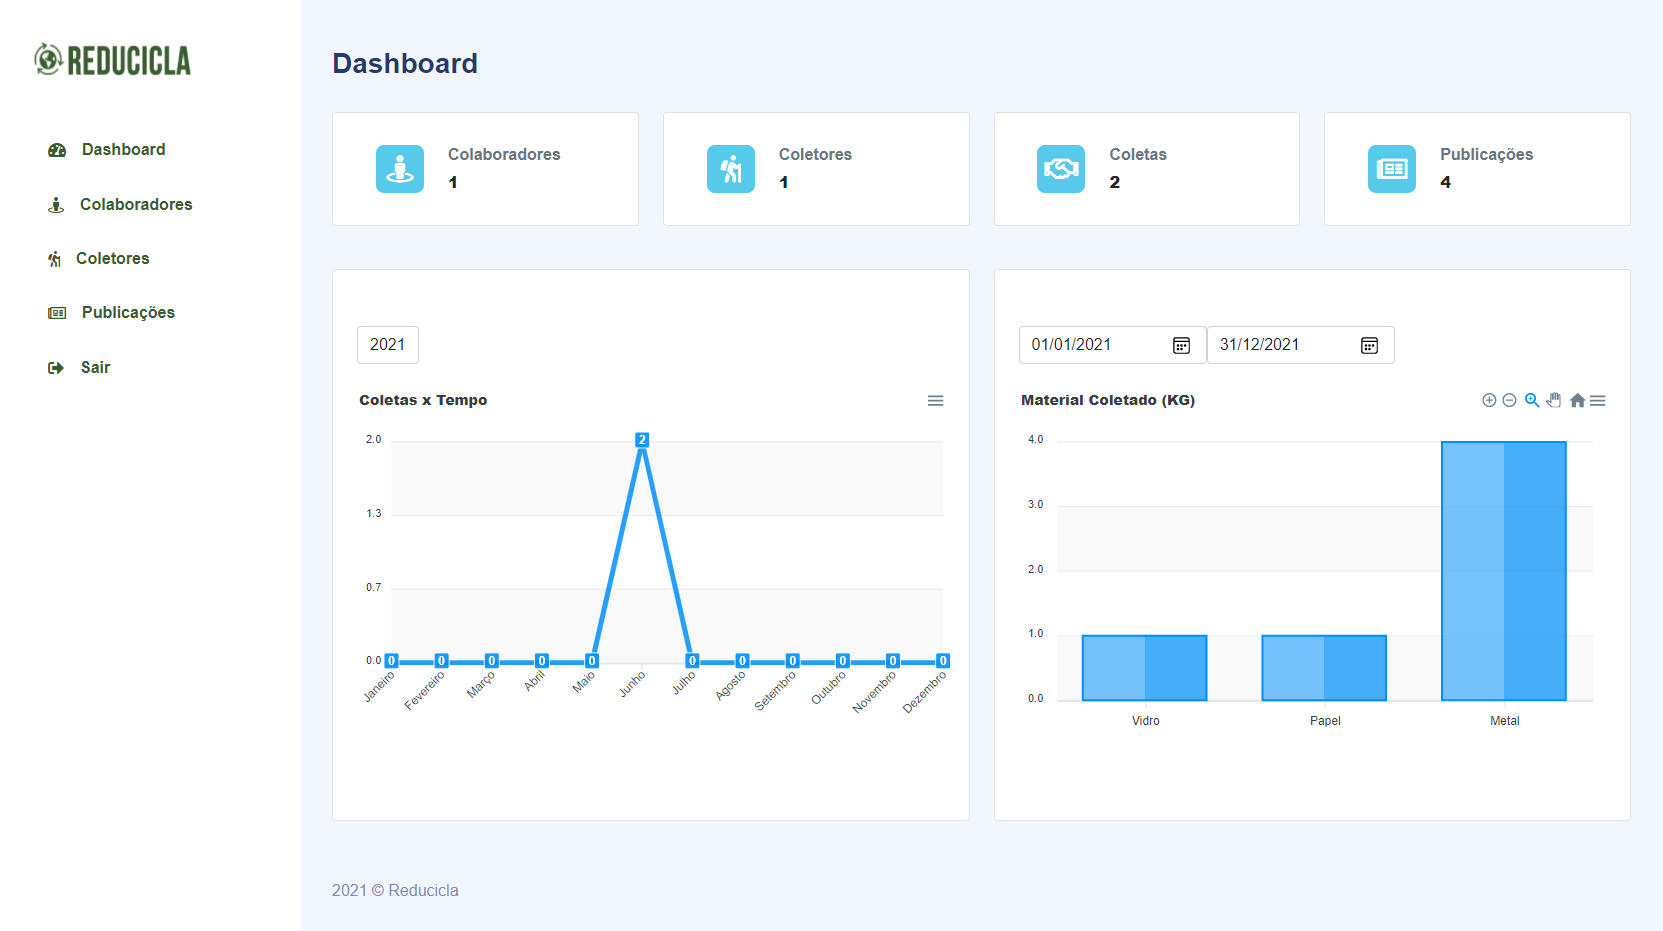 REDUCICLA
Dashboard
Colaboradores
Coletores
Publicações
Sair
Dashboard
Colaboradores
1
Coletores
1
Coletas
2
Publicações
4
2021
Coletas x Tempo
2.0
1.3
0.7
0.0
0 0 0 0 0 2 0 0 0 0 0 0
Janeiro Fevereiro Março Abril Maio Junho Julho Agosto Setembro Outubro Novembro Dezembro
01/01/2021 31/12/2021
Material Coletado (KG)
4.0
3.0
2.0
1.0
0.0
Vidro Papel Metal
2021 © Reducicla